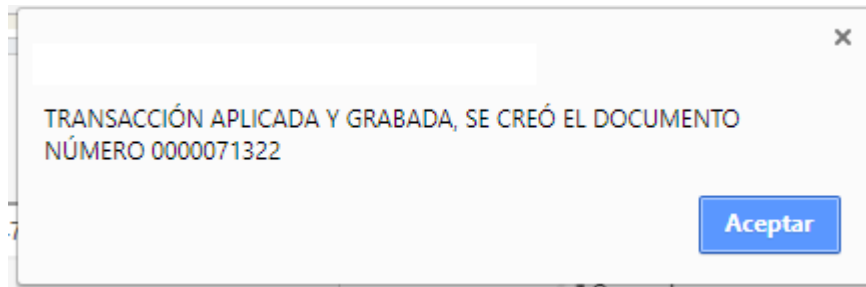 ×
TRANSACCIÓN APLICADA Y GRABADA, SE CREÓ EL DOCUMENTO
NÚMERO 0000071322
Aceptar